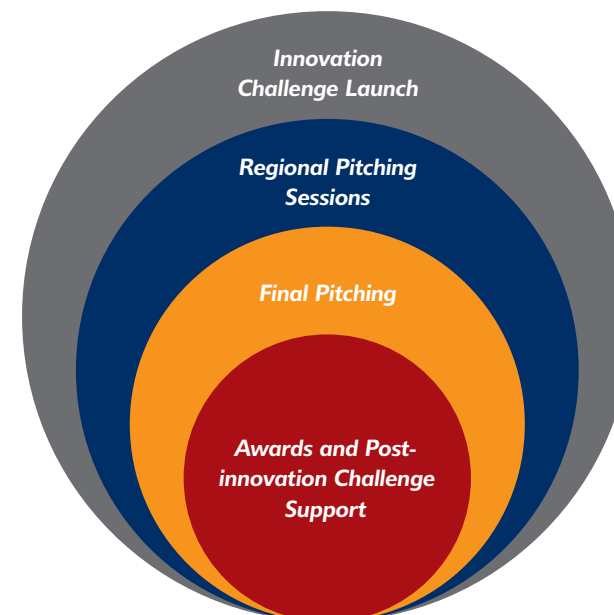 Innovation
Challenge Launch
Regional Pitching
Sessions
Final Pitching
Awards and Post-
innovation Challenge
Support